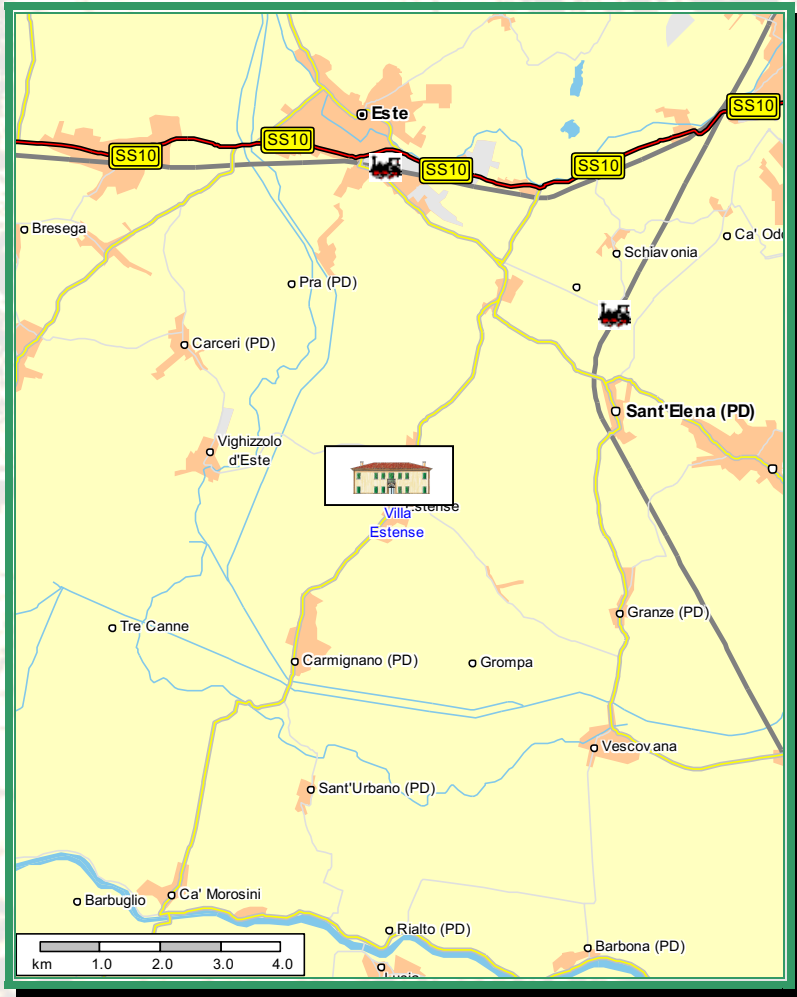 SS10
Este
SS10
SS10
SS10
SS10
Bresega
Ca' Od
Schiavonia
Pra (PD)
Carceri (PD)
Sant'Elena (PD)
Vighizzolo
d'Este
Estense
Villa
Estense
Granze (PD)
Tre Canne
Carmignano (PD)
Grompa
Vescovana
Sant'Urbano (PD)
Ca' Morosini
Barbuglio
Rialto (PD)
Barbona (PD)
km 1.0 2.0 3.0 4.0